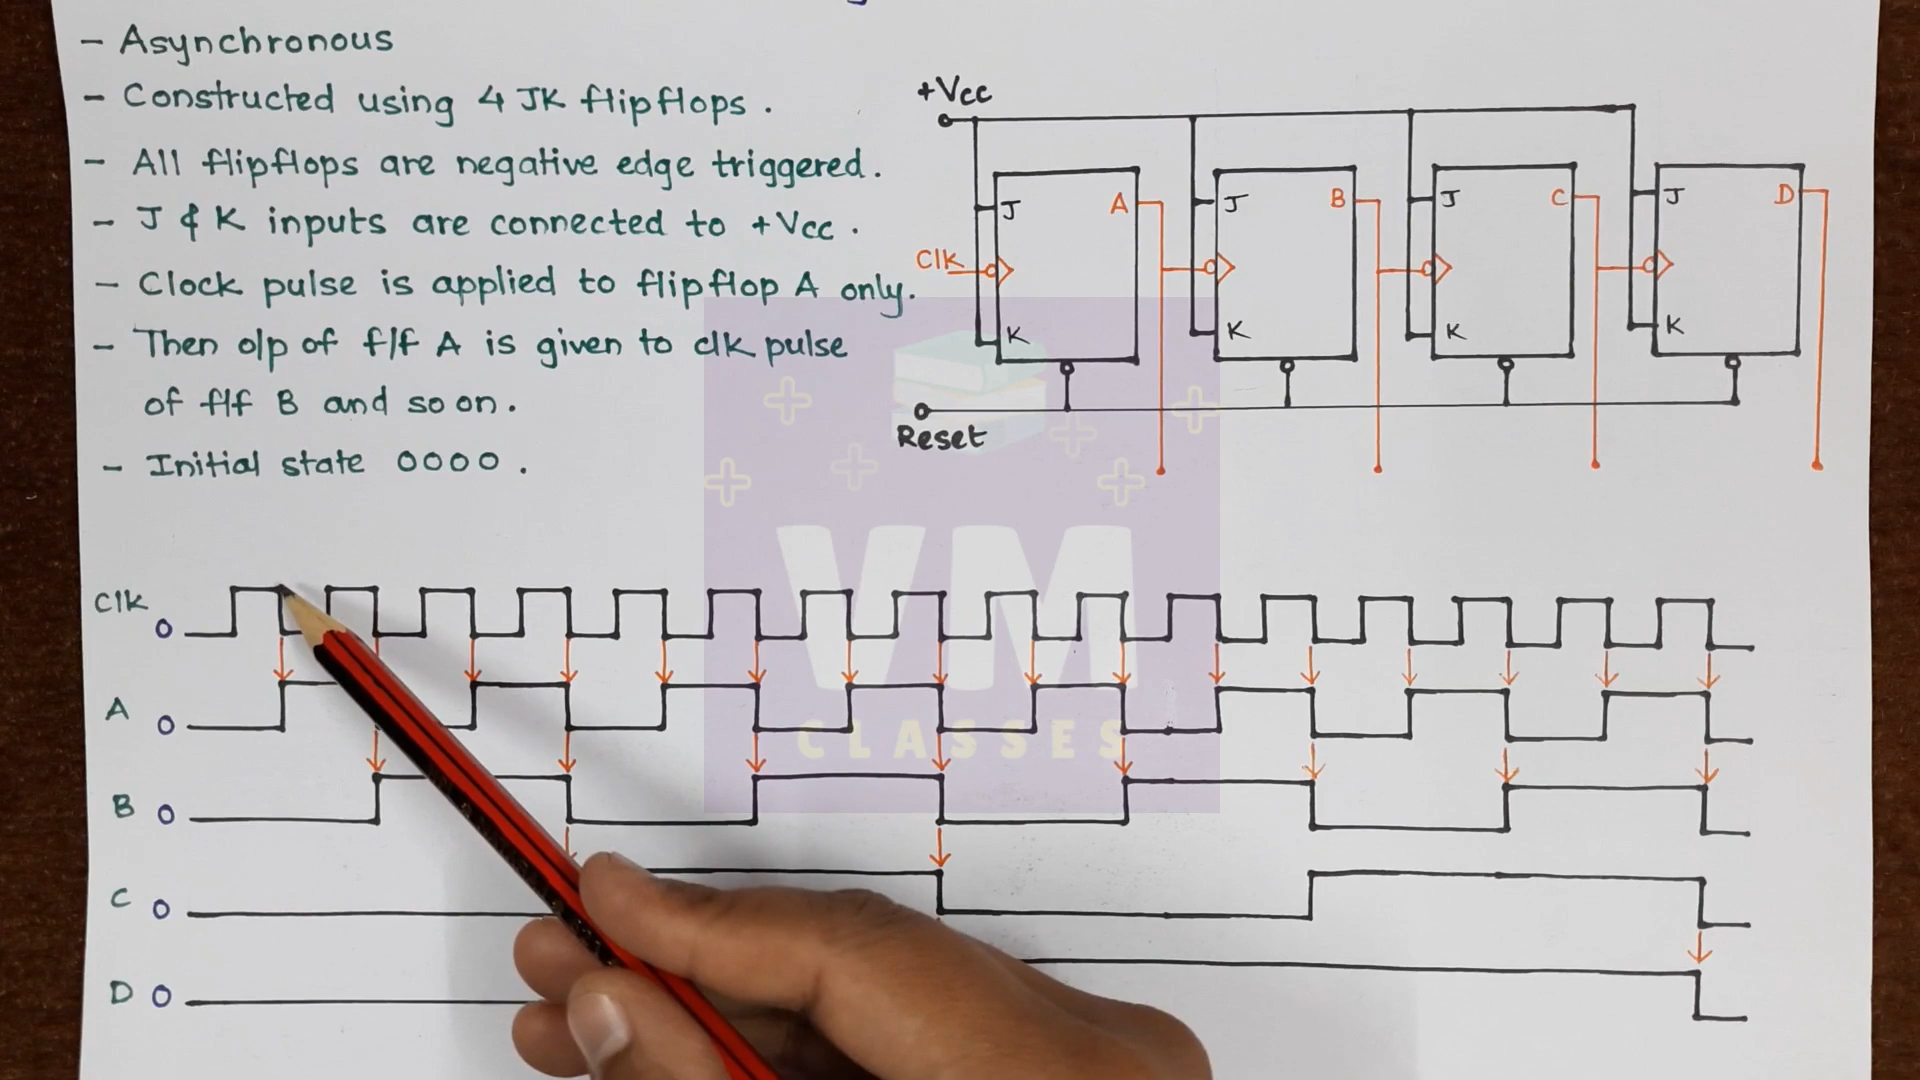 - Asynchronous
- Constructed using 4 JK flipflops.
- All flipflops are negative edge triggered.
- J & K inputs are connected to +Vcc.
- Clock pulse is applied to flipflop A only.
- Then o/p of f/f A is given to clk pulse
of f/f B and so on.
- Initial state 0000.
+Vcc
J A J B J C J D
Clk
K K K K
Reset
VM
CLASSES
Clk 0
A 0
B 0
C 0
D 0